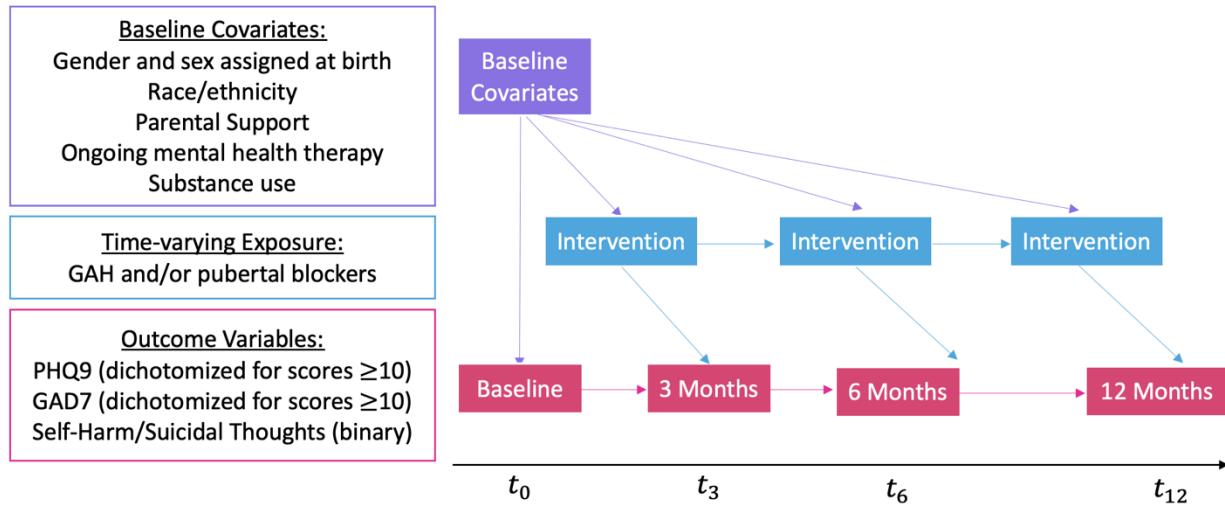 Baseline Covariates:
Gender and sex assigned at birth
Race/ethnicity
Parental Support
Ongoing mental health therapy
Substance use
Time-varying Exposure:
GAH and/or pubertal blockers
Outcome Variables:
PHQ9 (dichotomized for scores ≥10)
GAD7 (dichotomized for scores ≥10)
Self-Harm/Suicidal Thoughts (binary)
Baseline
Covariates
Intervention
Intervention
Intervention
Baseline
3 Months
6 Months
12 Months
t₀
t₃
t₆
t₁₂